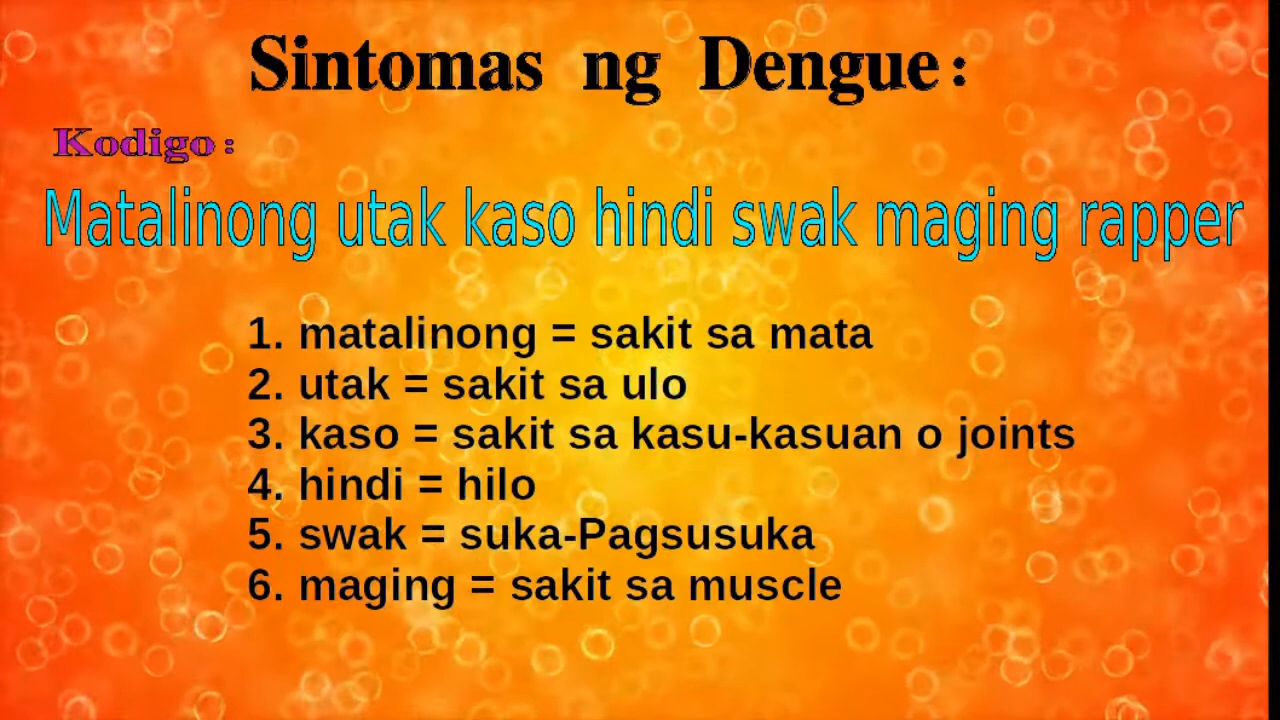 Sintomas ng Dengue:
Kodigo:
Matalinong utak kaso hindi swak maging rapper
1. matalinong = sakit sa mata
2. utak = sakit sa ulo
3. kaso = sakit sa kasu-kasuan o joints
4. hindi = hilo
5. swak = suka-Pagsusuka
6. maging = sakit sa muscle